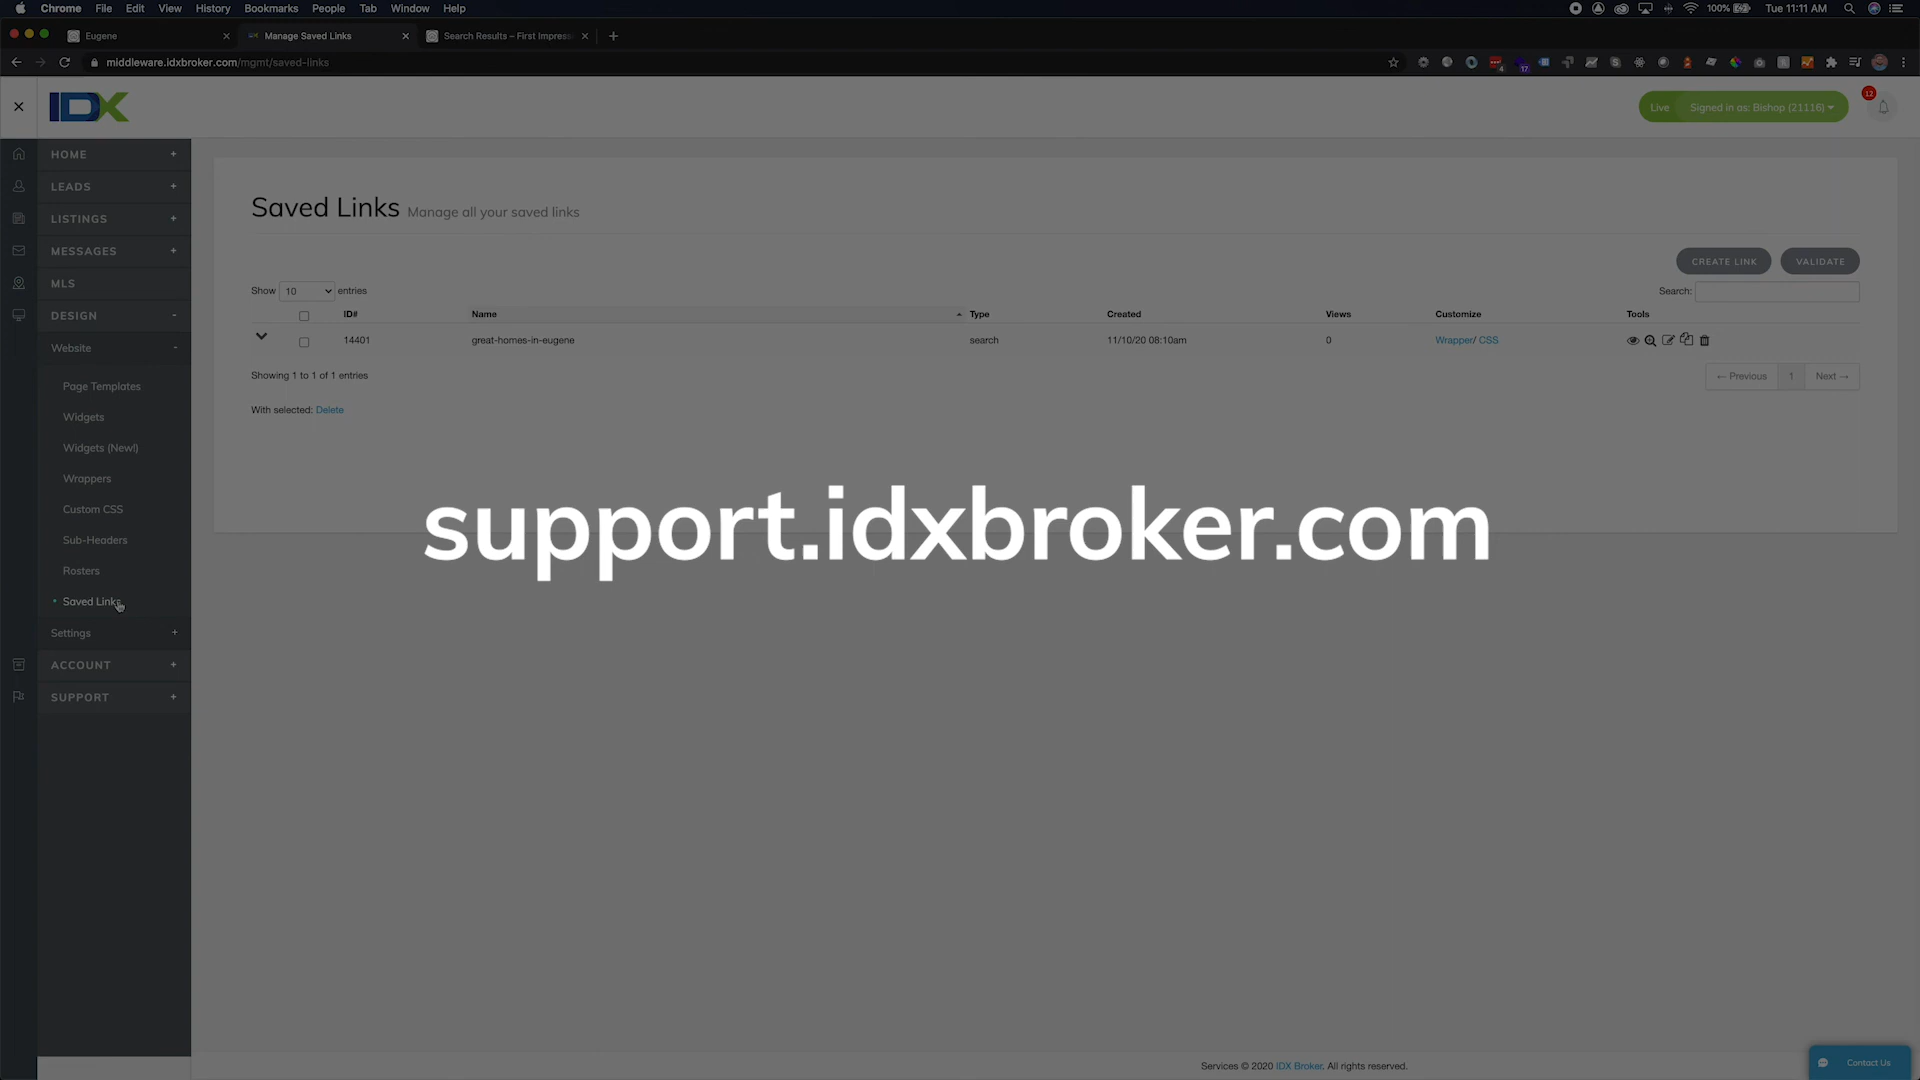 Chrome File Edit View History Bookmarks People Tab Window Help 100% Tue 11:11 AM
Eugene Manage Saved Links Search Results – First Impress
middleware.idxbroker.com/mgmt/saved-links 4 17
IDX Live Signed in as: Bishop (21116) 12
HOME +
LEADS +
LISTINGS +
MESSAGES +
MLS
DESIGN -
Website -
Page Templates
Widgets
Widgets (New!)
Wrappers
Custom CSS
Sub-Headers
Rosters
Saved Links
Settings +
ACCOUNT +
SUPPORT +
Saved Links Manage all your saved links
CREATE LINK VALIDATE
Show 10 entries Search:
ID# Name Type Created Views Customize Tools
14401 great-homes-in-eugene search 11/10/20 08:10am 0 Wrapper/ CSS
Showing 1 to 1 of 1 entries ← Previous 1 Next →
With selected: Delete
support.idxbroker.com
Services © 2020 IDX Broker. All rights reserved.
Contact Us